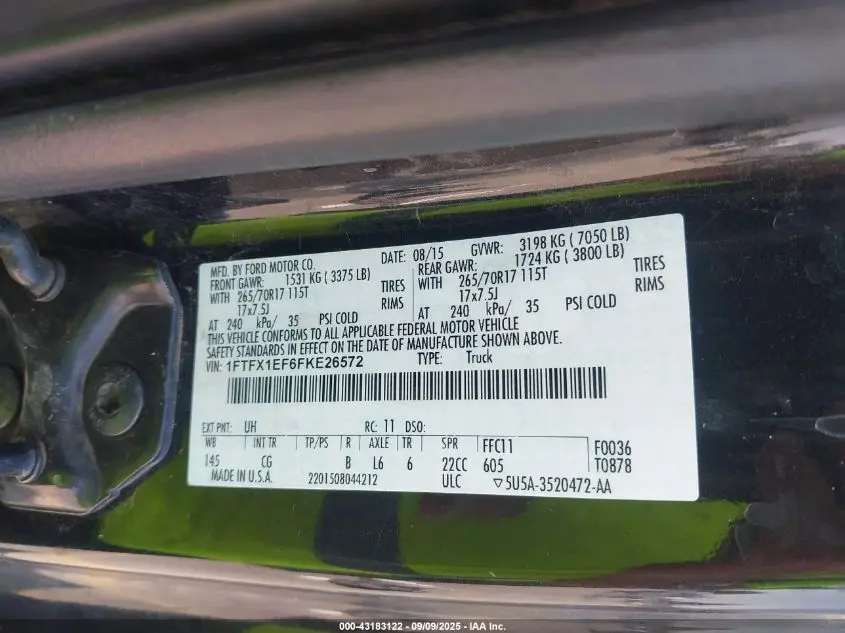 MFD. BY FORD MOTOR CO. DATE: 08/15 GVWR: 3198 KG ( 7050 LB)
FRONT GAWR: 1531 KG ( 3375 LB) REAR GAWR: 1724 KG ( 3800 LB)
WITH 265/70R17 115T TIRES WITH 265/70R17 115T TIRES
17x7.5J RIMS 17x7.5J RIMS
AT 240 kPa/ 35 PSI COLD AT 240 kPa/ 35 PSI COLD
THIS VEHICLE CONFORMS TO ALL APPLICABLE FEDERAL MOTOR VEHICLE
SAFETY STANDARDS IN EFFECT ON THE DATE OF MANUFACTURE SHOWN ABOVE.
VIN: 1FTFX1EF6FKE26572 TYPE: Truck
EXT PNT: UH RC: 11 DSO:
WB INT TR TP/PS R AXLE TR SPR FFC11 F0036
145 CG B L6 6 22CC 605 T0878
MADE IN U.S.A. 2201508044212 ULC ▽5U5A-3520472-AA
000-43183122 - 09/09/2025 - IAA Inc.